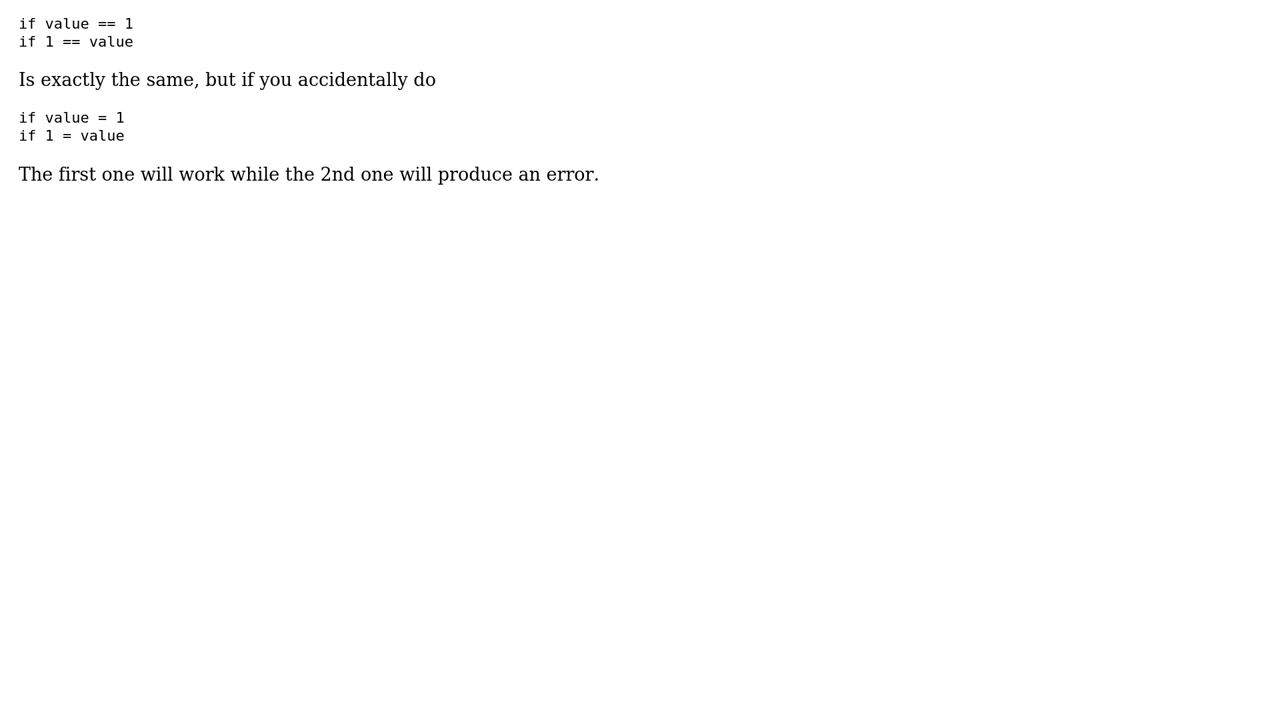 if value == 1
if 1 == value
Is exactly the same, but if you accidentally do
if value = 1
if 1 = value
The first one will work while the 2nd one will produce an error.